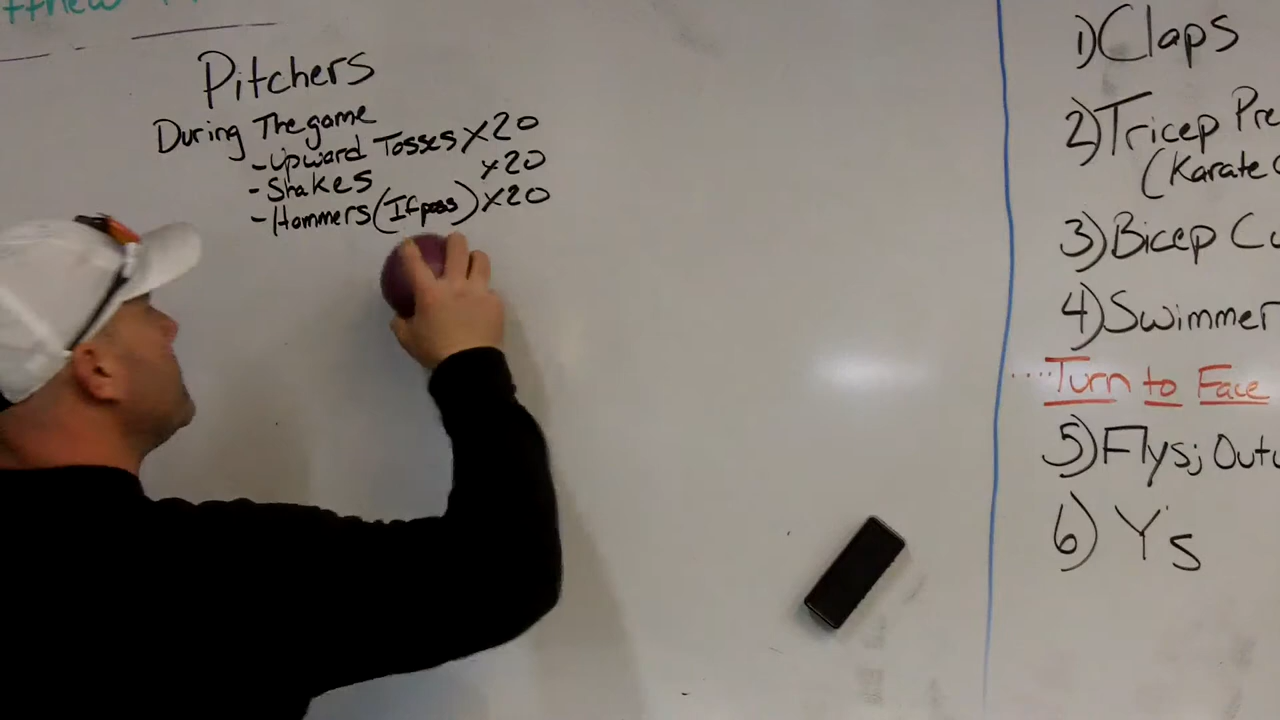 Pitchers
During The game
- Upward Tosses x20
- Shakes x20
- Hammers (If poss) x20
1) Claps
2) Tricep Pre
(Karate
3) Bicep Cu
4) Swimmer
....Turn to Face
5) Flys; Out
6) Y's